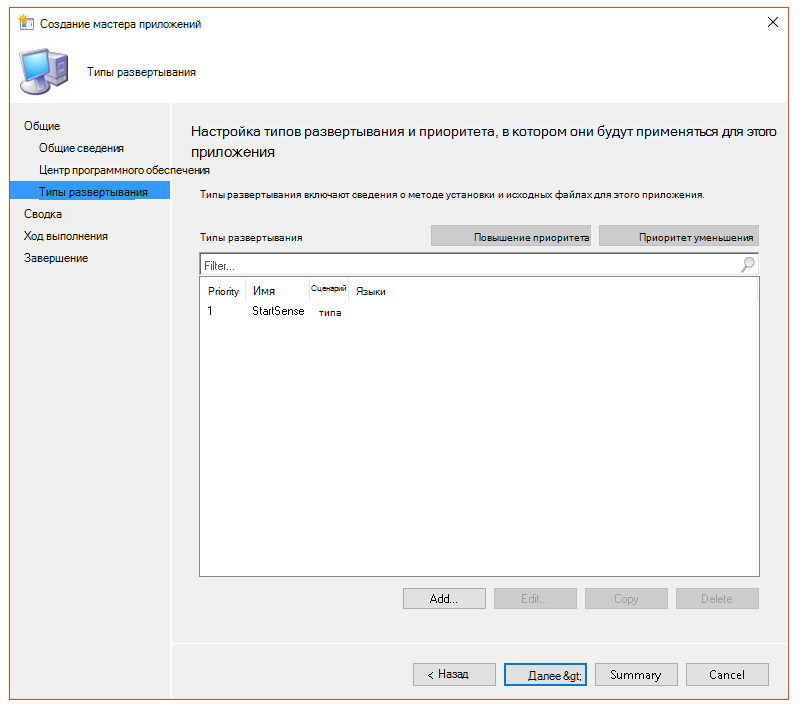 Создание мастера приложений
Типы развертывания
Общие
Общие сведения
Центр программного обеспечения
Типы развертывания
Сводка
Ход выполнения
Завершение
Настройка типов развертывания и приоритета, в котором они будут применяться для этого
приложения
Типы развертывания включают сведения о методе установки и исходных файлах для этого приложения.
Типы развертывания
Повышение приоритета
Приоритет уменьшения
Filter...
Priority Имя Сценарий Языки
1 StartSense типа
Add... Edit... Copy Delete
< Назад Далее &gt; Summary Cancel